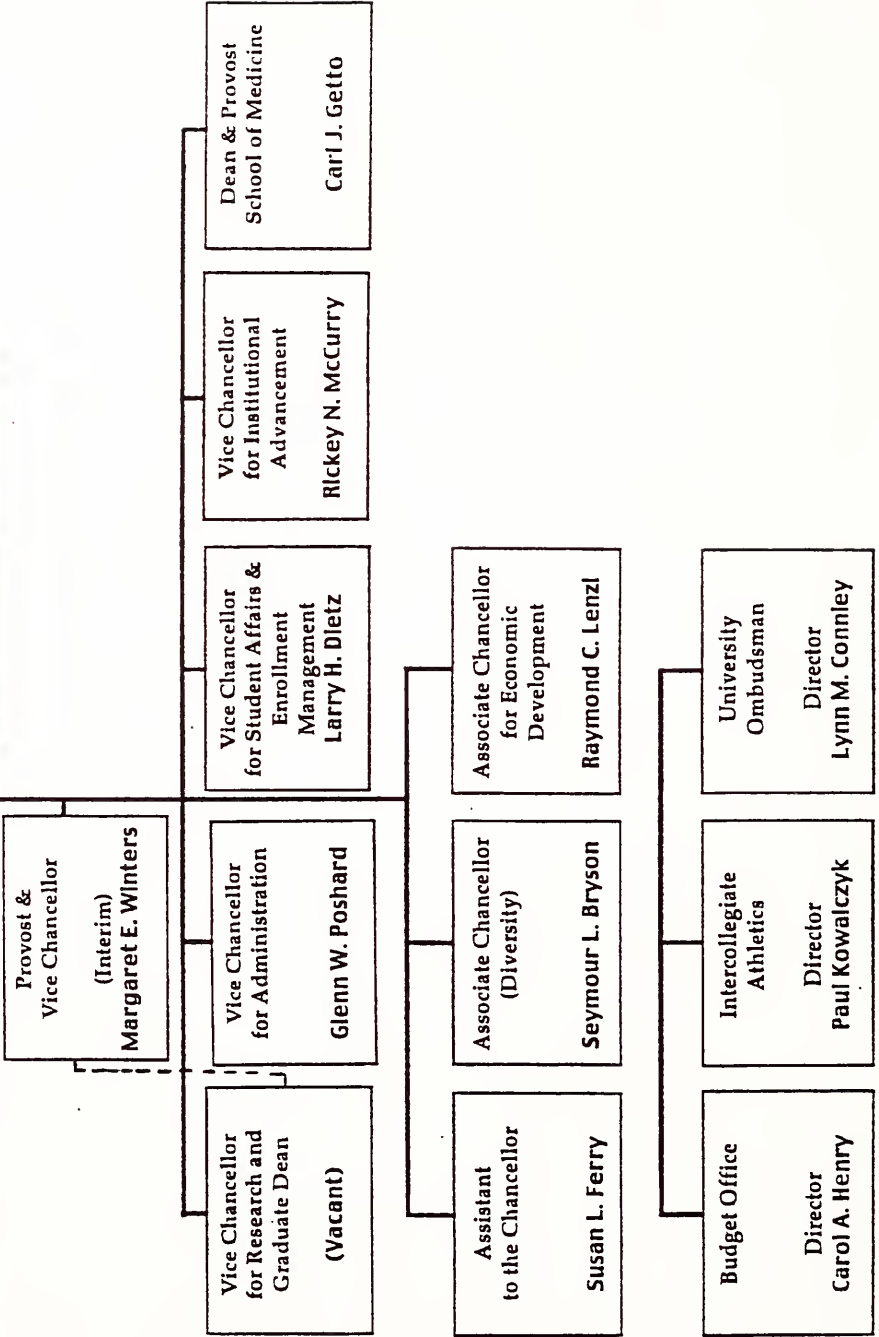 Provost &
Vice Chancellor
(Interim)
Margaret E. Winters
Vice Chancellor
for Research and
Graduate Dean
(Vacant)
Vice Chancellor
for Administration
Glenn W. Poshard
Vice Chancellor
for Student Affairs &
Enrollment
Management
Larry H. Dietz
Vice Chancellor
for Institutional
Advancement
Rickey N. McCurry
Dean & Provost
School of Medicine
Carl J. Getto
Assistant
to the Chancellor
Susan L. Ferry
Associate Chancellor
(Diversity)
Seymour L. Bryson
Associate Chancellor
for Economic
Development
Raymond C. Lenzi
Budget Office
Director
Carol A. Henry
Intercollegiate
Athletics
Director
Paul Kowalczyk
University
Ombudsman
Director
Lynn M. Connley